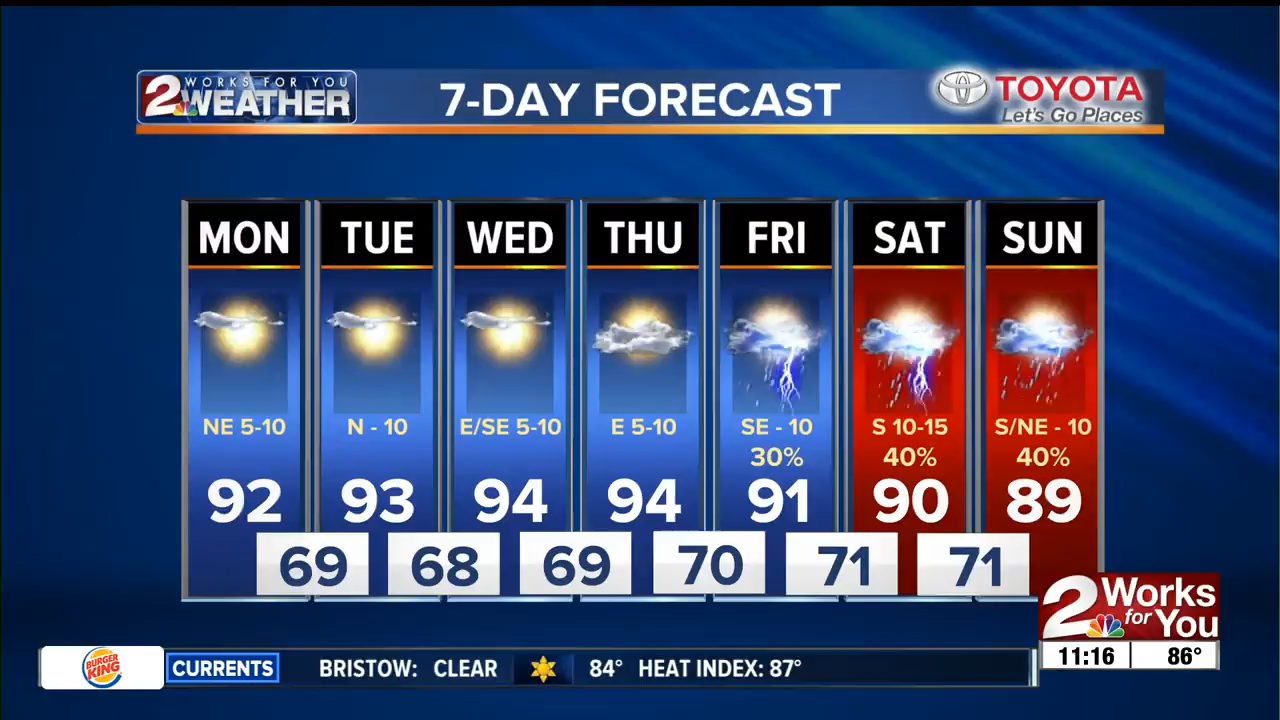 2 WORKS FOR YOU
WEATHER
7-DAY FORECAST
TOYOTA
Let's Go Places
MON TUE WED THU FRI SAT SUN
NE 5-10 N - 10 E/SE 5-10 E 5-10 SE - 10 S 10-15 S/NE - 10
30% 40% 40%
92 93 94 94 91 90 89
69 68 69 70 71 71
2 Works
for You
11:16 86°
BURGER
KING
CURRENTS BRISTOW: CLEAR 84° HEAT INDEX: 87°